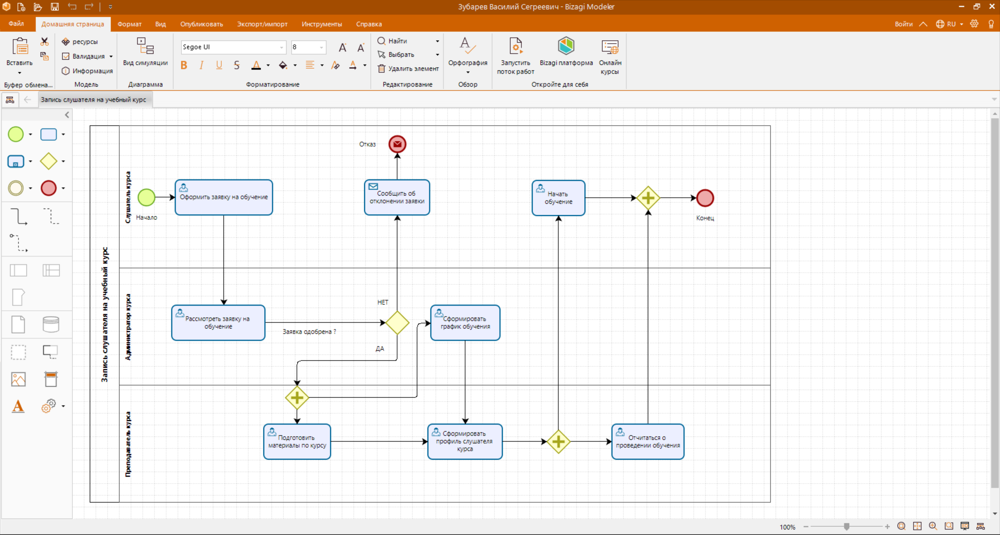 Зубарев Василий Сегреевич - Bizagi Modeler
Файл
Домашняя страница
Формат
Вид
Опубликовать
Экспорт/импорт
Инструменты
Справка
Войти
RU
Вставить
ресурсы
Валидация
Информация
Вид симуляции
Segoe UI
8
Найти
Выбрать
Удалить элемент
Орфография
Запустить
поток работ
Bizagi платформа
Онлайн
курсы
Буфер обмена...
Модель
Диаграмма
Форматирование
Редактирование
Обзор
Откройте для себя
Запись слушателя на учебный курс
Запись слушателя на учебный курс
Слушатель курса
Отказ
Начало
Оформить заявку на обучение
Сообщить об
отклонении заявки
Начать
обучение
Конец
Администратор курса
Рассмотреть заявку на
обучение
Заявка одобрена ?
НЕТ
ДА
Сформировать
график обучения
Преподаватель курса
Подготовить
материалы по курсу
Сформировать
профиль слушателя
курса
Отчитаться о
проведении обучения
100%